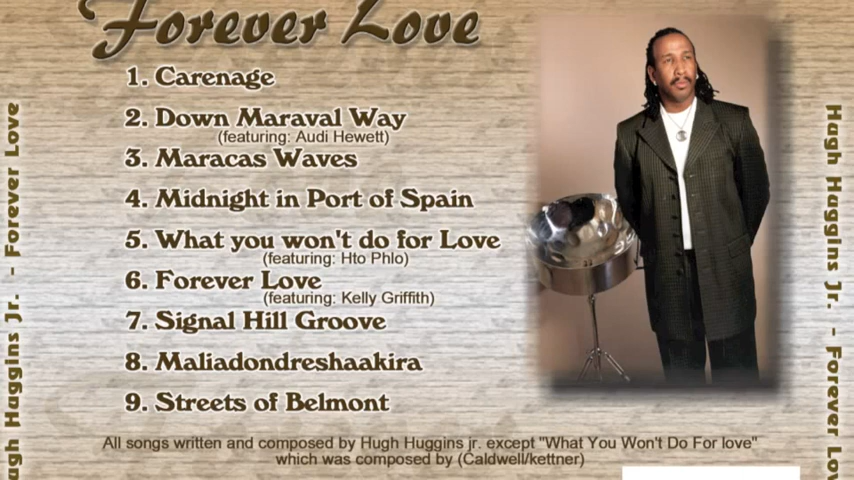 Forever Love
1. Carenage
2. Down Maraval Way
(featuring: Audi Hewett)
3. Maracas Waves
4. Midnight in Port of Spain
5. What you won't do for Love
(featuring: Hto Phlo)
6. Forever Love
(featuring: Kelly Griffith)
7. Signal Hill Groove
8. Maliadondreshaakira
9. Streets of Belmont
All songs written and composed by Hugh Huggins jr. except "What You Won't Do For love"
which was composed by (Caldwell/kettner)
Huggins Jr. - Forever Love
Hugh Huggins Jr. - Forever